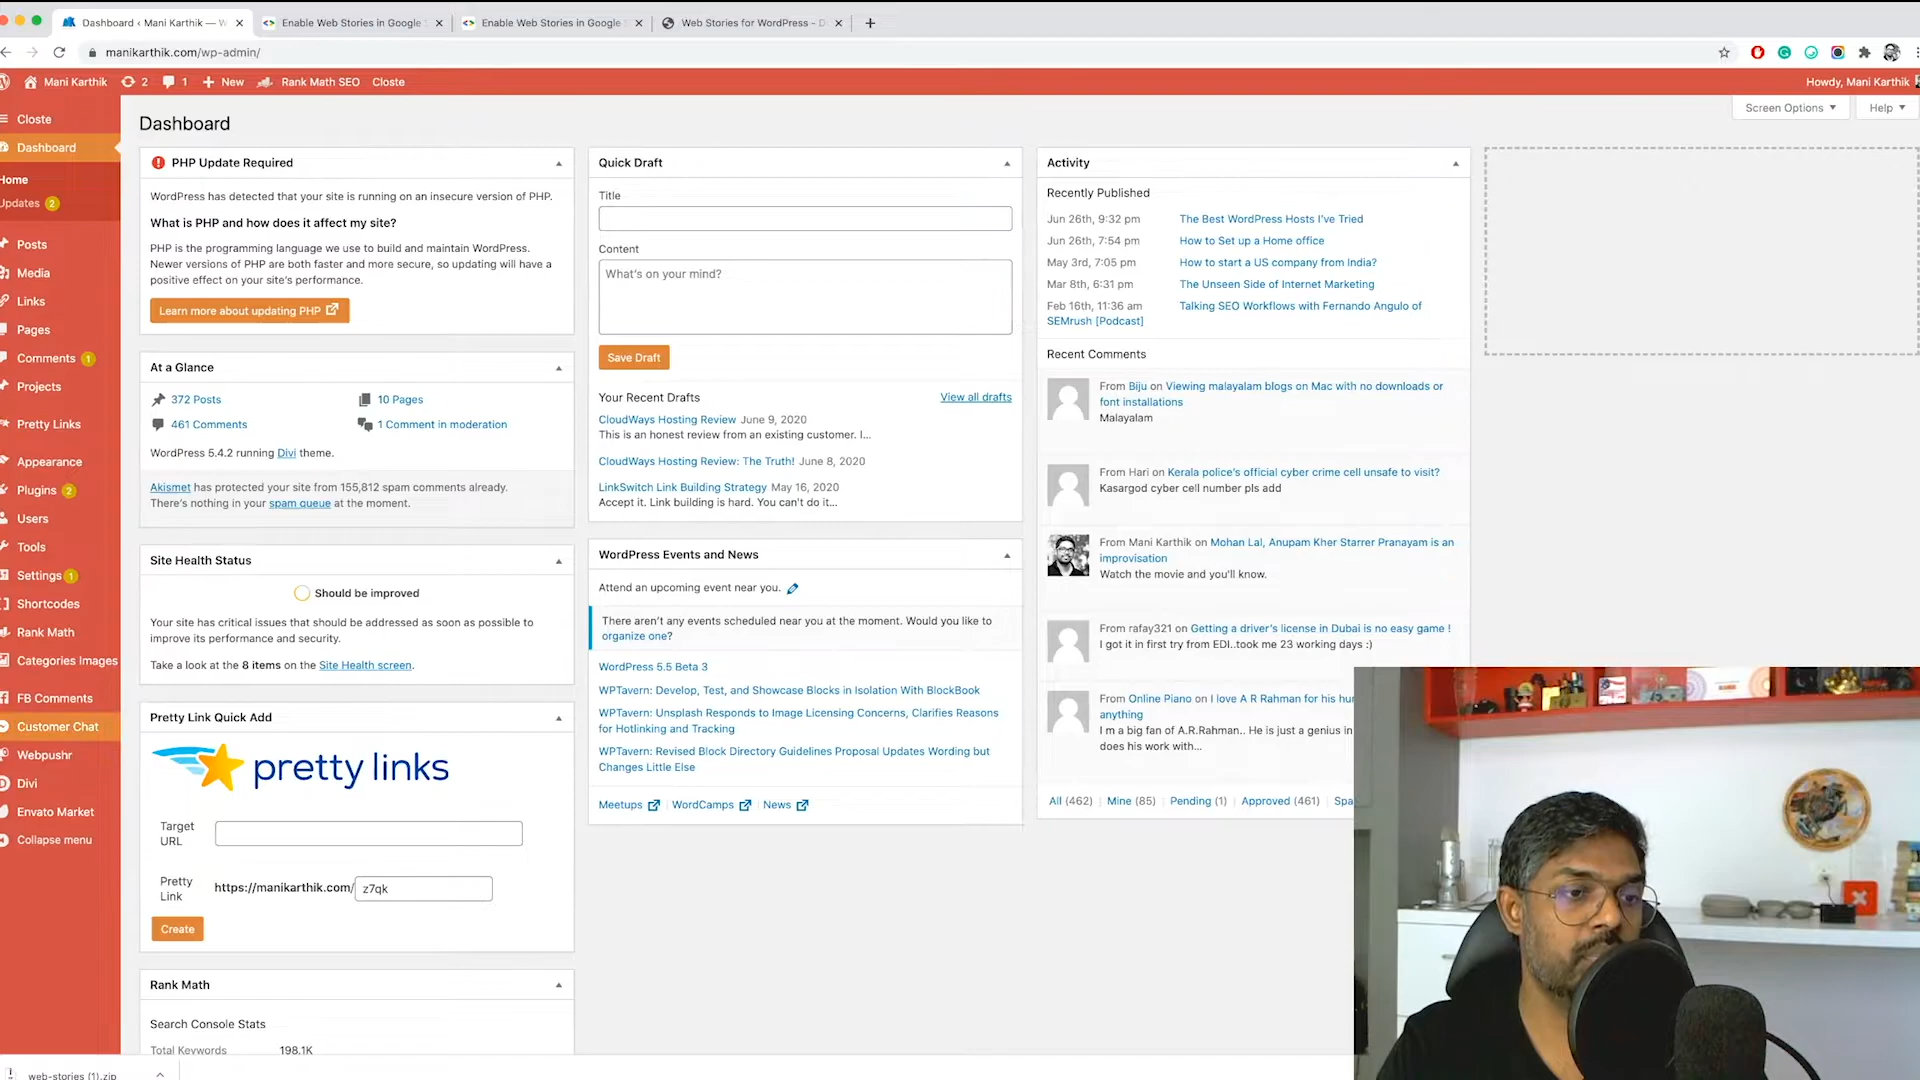 Dashboard ‹ Mani Karthik — W
Enable Web Stories in Google
Enable Web Stories in Google
Web Stories for WordPress - D
manikarthik.com/wp-admin/
Mani Karthik 2 1 New Rank Math SEO Closte
Howdy, Mani Karthik
Screen Options ▼
Help ▼
Closte
Dashboard
Home
Updates 2
Posts
Media
Links
Pages
Comments 1
Projects
Pretty Links
Appearance
Plugins 2
Users
Tools
Settings 1
Shortcodes
Rank Math
Categories Images
FB Comments
Customer Chat
Webpushr
Divi
Envato Market
Collapse menu
Dashboard
PHP Update Required
WordPress has detected that your site is running on an insecure version of PHP.
What is PHP and how does it affect my site?
PHP is the programming language we use to build and maintain WordPress.
Newer versions of PHP are both faster and more secure, so updating will have a
positive effect on your site's performance.
Learn more about updating PHP
At a Glance
372 Posts
10 Pages
461 Comments
1 Comment in moderation
WordPress 5.4.2 running Divi theme.
Akismet has protected your site from 155,812 spam comments already.
There's nothing in your spam queue at the moment.
Site Health Status
Should be improved
Your site has critical issues that should be addressed as soon as possible to
improve its performance and security.
Take a look at the 8 items on the Site Health screen.
Pretty Link Quick Add
pretty links
Target
URL
Pretty
Link
https://manikarthik.com/
z7qk
Create
Rank Math
Search Console Stats
Total Keywords 198.1K
Quick Draft
Title
Content
What's on your mind?
Save Draft
Your Recent Drafts
View all drafts
CloudWays Hosting Review June 9, 2020
This is an honest review from an existing customer. I...
CloudWays Hosting Review: The Truth! June 8, 2020
LinkSwitch Link Building Strategy May 16, 2020
Accept it. Link building is hard. You can't do it...
WordPress Events and News
Attend an upcoming event near you.
There aren't any events scheduled near you at the moment. Would you like to
organize one?
WordPress 5.5 Beta 3
WPTavern: Develop, Test, and Showcase Blocks in Isolation With BlockBook
WPTavern: Unsplash Responds to Image Licensing Concerns, Clarifies Reasons
for Hotlinking and Tracking
WPTavern: Revised Block Directory Guidelines Proposal Updates Wording but
Changes Little Else
Meetups | WordCamps | News
Activity
Recently Published
Jun 26th, 9:32 pm The Best WordPress Hosts I've Tried
Jun 26th, 7:54 pm How to Set up a Home office
May 3rd, 7:05 pm How to start a US company from India?
Mar 8th, 6:31 pm The Unseen Side of Internet Marketing
Feb 16th, 11:36 am Talking SEO Workflows with Fernando Angulo of
SEMrush [Podcast]
Recent Comments
From Biju on Viewing malayalam blogs on Mac with no downloads or
font installations
Malayalam
From Hari on Kerala police's official cyber crime cell unsafe to visit?
Kasargod cyber cell number pls add
From Mani Karthik on Mohan Lal, Anupam Kher Starrer Pranayam is an
improvisation
Watch the movie and you'll know.
From rafay321 on Getting a driver's license in Dubai is no easy game !
I got it in first try from EDI..took me 23 working days :)
From Online Piano on I love A R Rahman for his hu
anything
I m a big fan of A.R.Rahman.. He is just a genius in
does his work with...
All (462) | Mine (85) | Pending (1) | Approved (461) | Spa
web-stories (1).zip